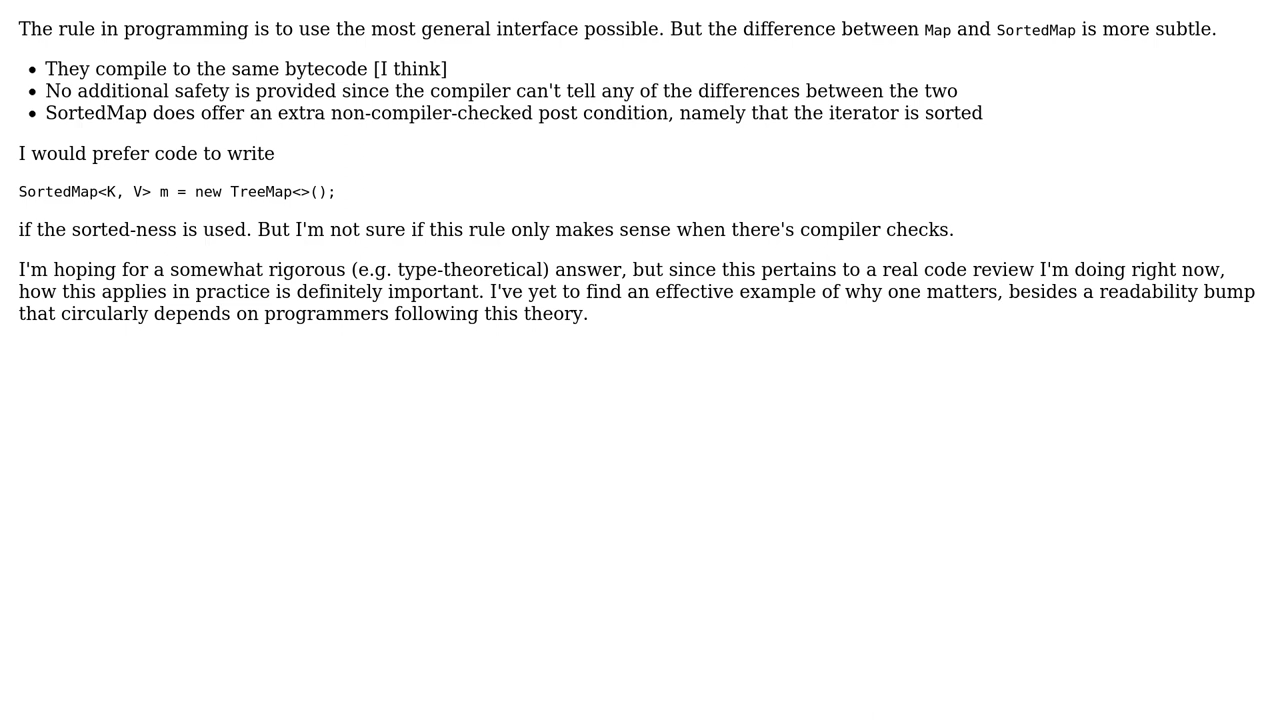 The rule in programming is to use the most general interface possible. But the difference between Map and SortedMap is more subtle.
• They compile to the same bytecode [I think]
• No additional safety is provided since the compiler can't tell any of the differences between the two
• SortedMap does offer an extra non-compiler-checked post condition, namely that the iterator is sorted
I would prefer code to write
SortedMap<K, V> m = new TreeMap<>();
if the sorted-ness is used. But I'm not sure if this rule only makes sense when there's compiler checks.
I'm hoping for a somewhat rigorous (e.g. type-theoretical) answer, but since this pertains to a real code review I'm doing right now,
how this applies in practice is definitely important. I've yet to find an effective example of why one matters, besides a readability bump
that circularly depends on programmers following this theory.